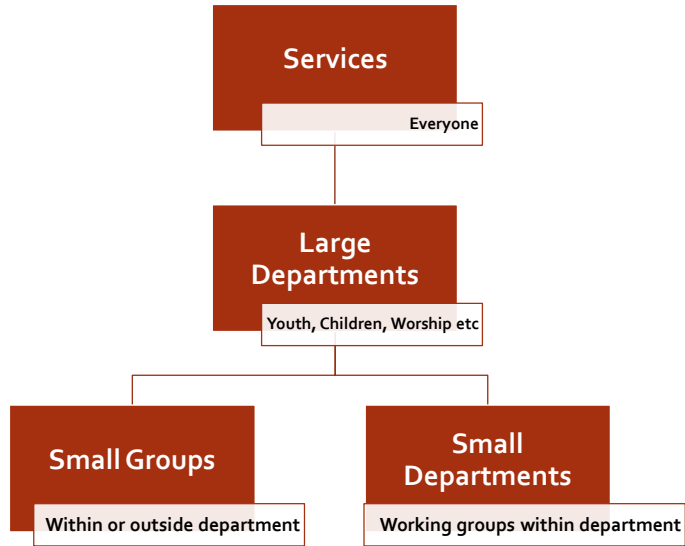 Services
Everyone
Large
Departments
Youth, Children, Worship etc
Small Groups
Within or outside department
Small
Departments
Working groups within department